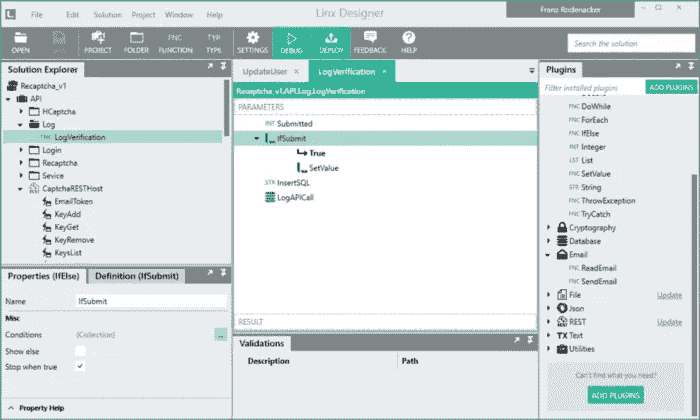 L
File Edit Solution Project Window Help
Linx Designer
Franz Rodenacker
OPEN
PROJECT
FOLDER
FNC
FUNCTION
TYP
TYPE
SETTINGS
DEBUG
DEPLOY
FEEDBACK
HELP
Search the solution
Solution Explorer
Recaptcha_v1
API
HCaptcha
Log
FNC LogVerification
Login
Recaptcha
Sevice
CaptchaRESTHost
EmailToken
KeyAdd
KeyGet
KeyRemove
KeysList
Properties (IfElse)
Definition (IfSubmit)
Name IfSubmit
Misc
Conditions (Collection) ...
Show else
Stop when true
Property Help
UpdateUser ×
LogVerification ×
Recaptcha_v1.API.Log.LogVerification
PARAMETERS
INT Submitted
IfSubmit
True
SetValue
STR InsertSQL
LogAPICall
RESULT
Validations
Description Path
Plugins
Filter installed plugins
ADD PLUGINS
FNC DoWhile
FNC ForEach
FNC IfElse
INT Integer
LST List
FNC SetValue
STR String
FNC ThrowException
FNC TryCatch
Cryptography
Database
Email
FNC ReadEmail
FNC SendEmail
File Update
Json
REST Update
TX Text
Utilities
Can't find what you need?
ADD PLUGINS